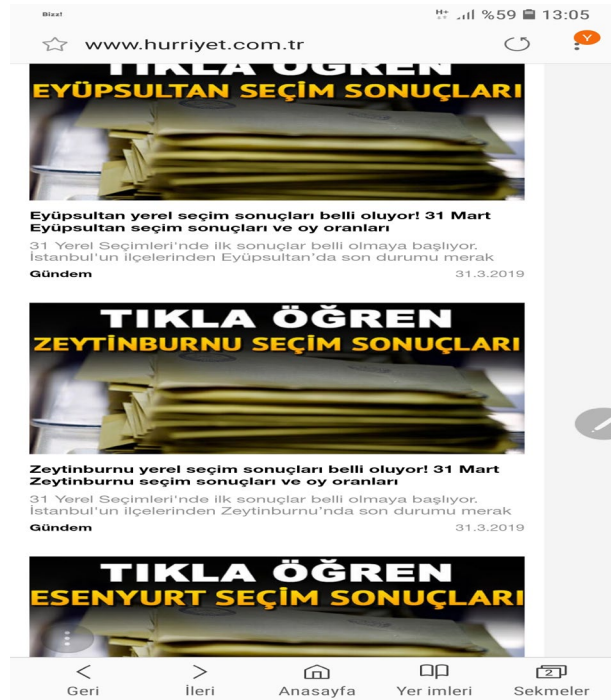 Bizz!
%59 13:05
www.hurriyet.com.tr
Y
TIKLA ÖĞREN
EYÜPSULTAN SEÇİM SONUÇLARI
Eyüpsultan yerel seçim sonuçları belli oluyor! 31 Mart
Eyüpsultan seçim sonuçları ve oy oranları
31 Yerel Seçimleri'nde ilk sonuçlar belli olmaya başlıyor.
İstanbul'un ilçelerinden Eyüpsultan'da son durumu merak
Gündem 31.3.2019
TIKLA ÖĞREN
ZEYTİNBURNU SEÇİM SONUÇLARI
Zeytinburnu yerel seçim sonuçları belli oluyor! 31 Mart
Zeytinburnu seçim sonuçları ve oy oranları
31 Yerel Seçimleri'nde ilk sonuçlar belli olmaya başlıyor.
İstanbul'un ilçelerinden Zeytinburnu'nda son durumu merak
Gündem 31.3.2019
TIKLA ÖĞREN
ESENYURT SEÇİM SONUÇLARI
2
Geri İleri Anasayfa Yer imleri Sekmeler